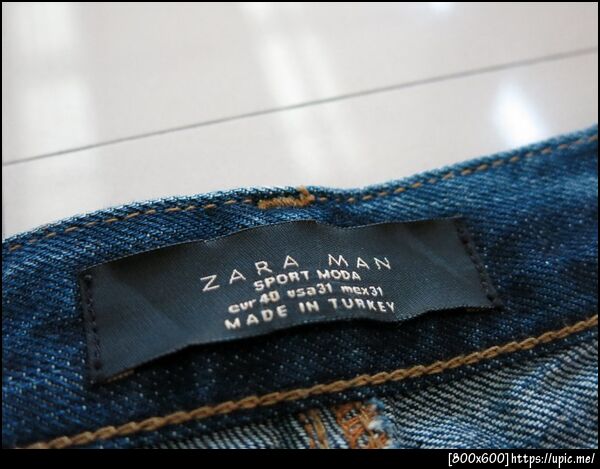 ZARA MAN
SPORT MODA
eur 40 usa31 mex31
MADE IN TURKEY
[800x600]https://upic.me/